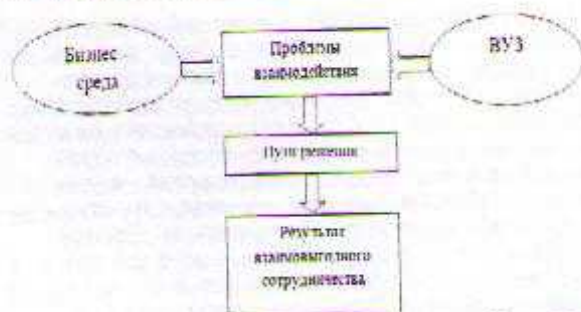 Бизнес
среда
Проблемы
взаимодействия
ВУЗ
Пути решения
Результат
взаимовыгодного
сотрудничества